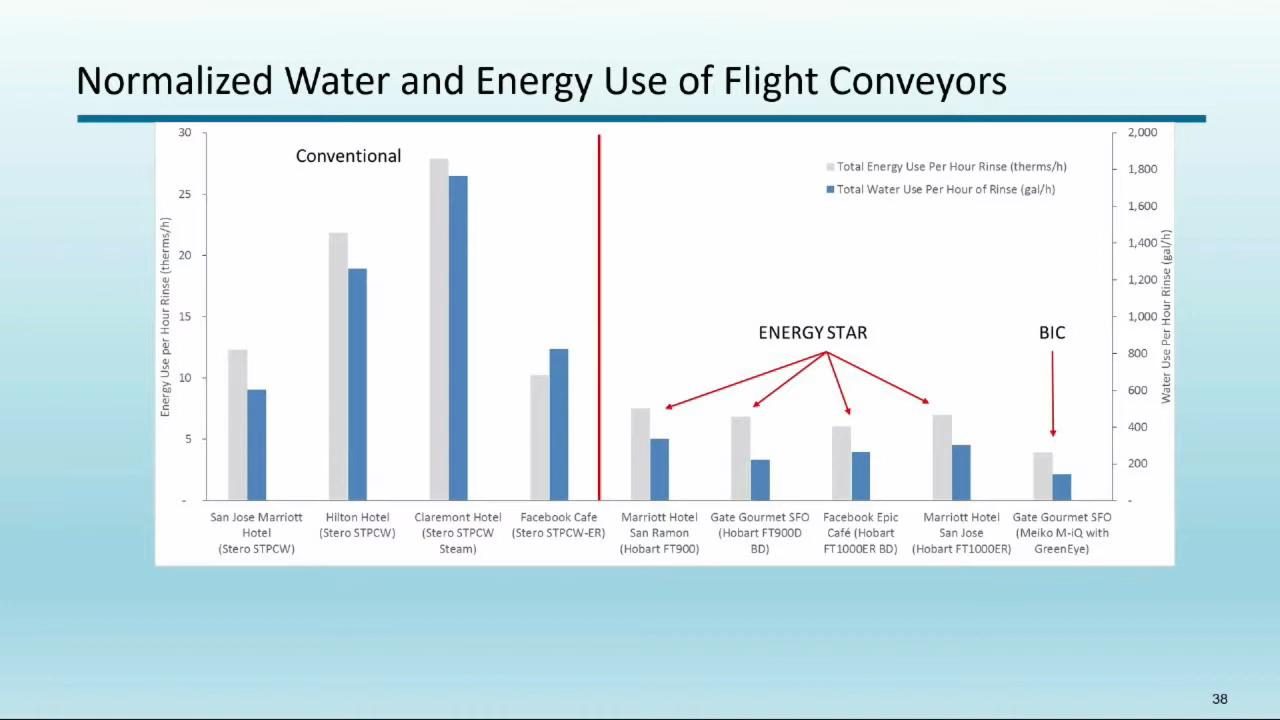 Normalized Water and Energy Use of Flight Conveyors
30
25
20
15
10
5
-
Energy Use per Hour Rinse (therms/h)
Conventional
Total Energy Use Per Hour Rinse (therms/h)
Total Water Use Per Hour of Rinse (gal/h)
ENERGY STAR
BIC
2,000
1,800
1,600
1,400
1,200
1,000
800
600
400
200
-
Water Use Per Hour Rinse (gal/h)
San Jose Marriott
Hotel
(Stero STPCW)
Hilton Hotel
(Stero STPCW)
Claremont Hotel
(Stero STPCW
Steam)
Facebook Cafe
(Stero STPCW-ER)
Marriott Hotel
San Ramon
(Hobart FT900)
Gate Gourmet SFO
(Hobart FT900D
BD)
Facebook Epic
Café (Hobart
FT1000ER BD)
Marriott Hotel
San Jose
(Hobart FT1000ER)
Gate Gourmet SFO
(Meiko M-iQ with
GreenEye)
38